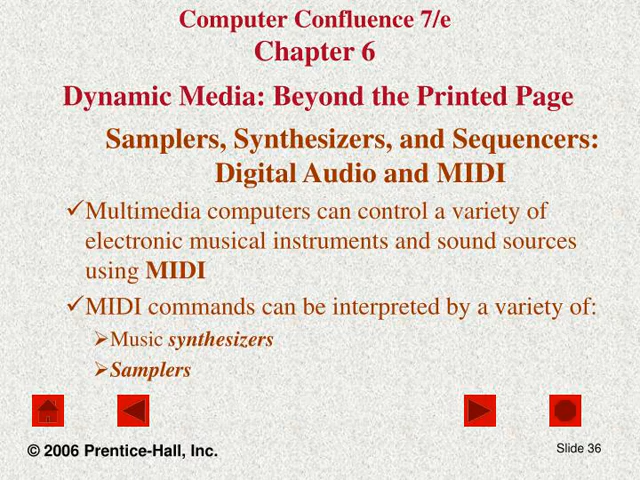 Computer Confluence 7/e
Chapter 6
Dynamic Media: Beyond the Printed Page
Samplers, Synthesizers, and Sequencers:
Digital Audio and MIDI
✓Multimedia computers can control a variety of
electronic musical instruments and sound sources
using MIDI
✓MIDI commands can be interpreted by a variety of:
➢Music synthesizers
➢Samplers
© 2006 Prentice-Hall, Inc.
Slide 36